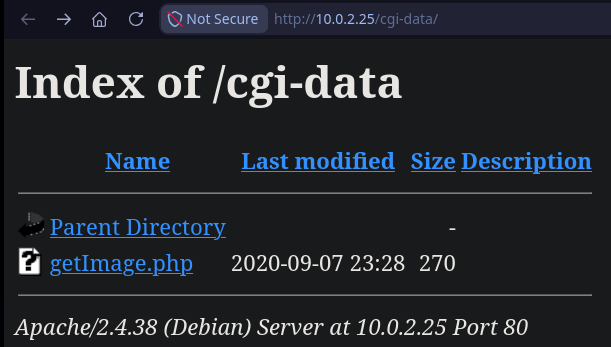 Not Secure http://10.0.2.25/cgi-data/
Index of /cgi-data
Name Last modified Size Description
Parent Directory -
getImage.php 2020-09-07 23:28 270
Apache/2.4.38 (Debian) Server at 10.0.2.25 Port 80